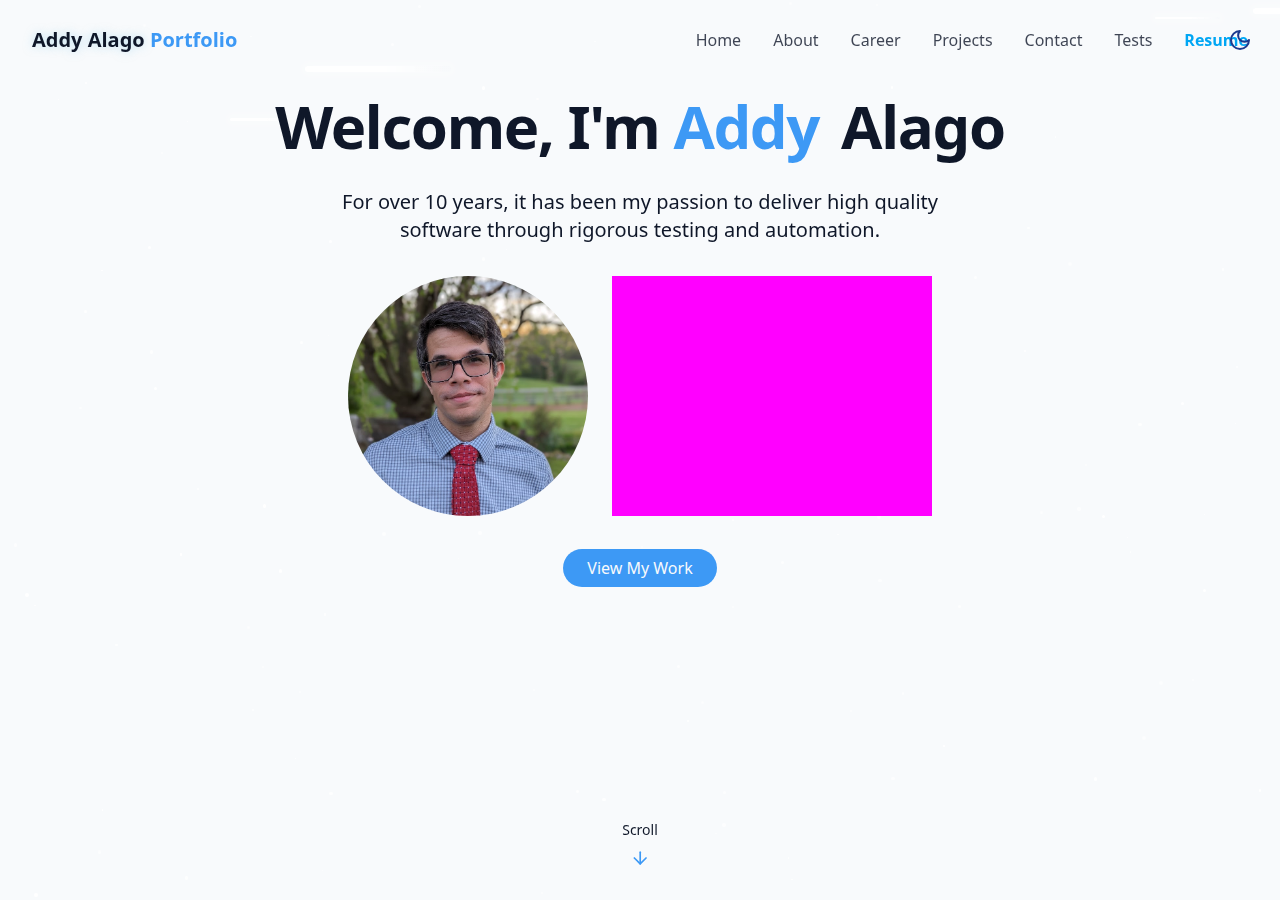 Addy Alago Portfolio
Home About Career Projects Contact Tests Resume
Welcome, I'm Addy Alago
For over 10 years, it has been my passion to deliver high quality
software through rigorous testing and automation.
View My Work
Scroll